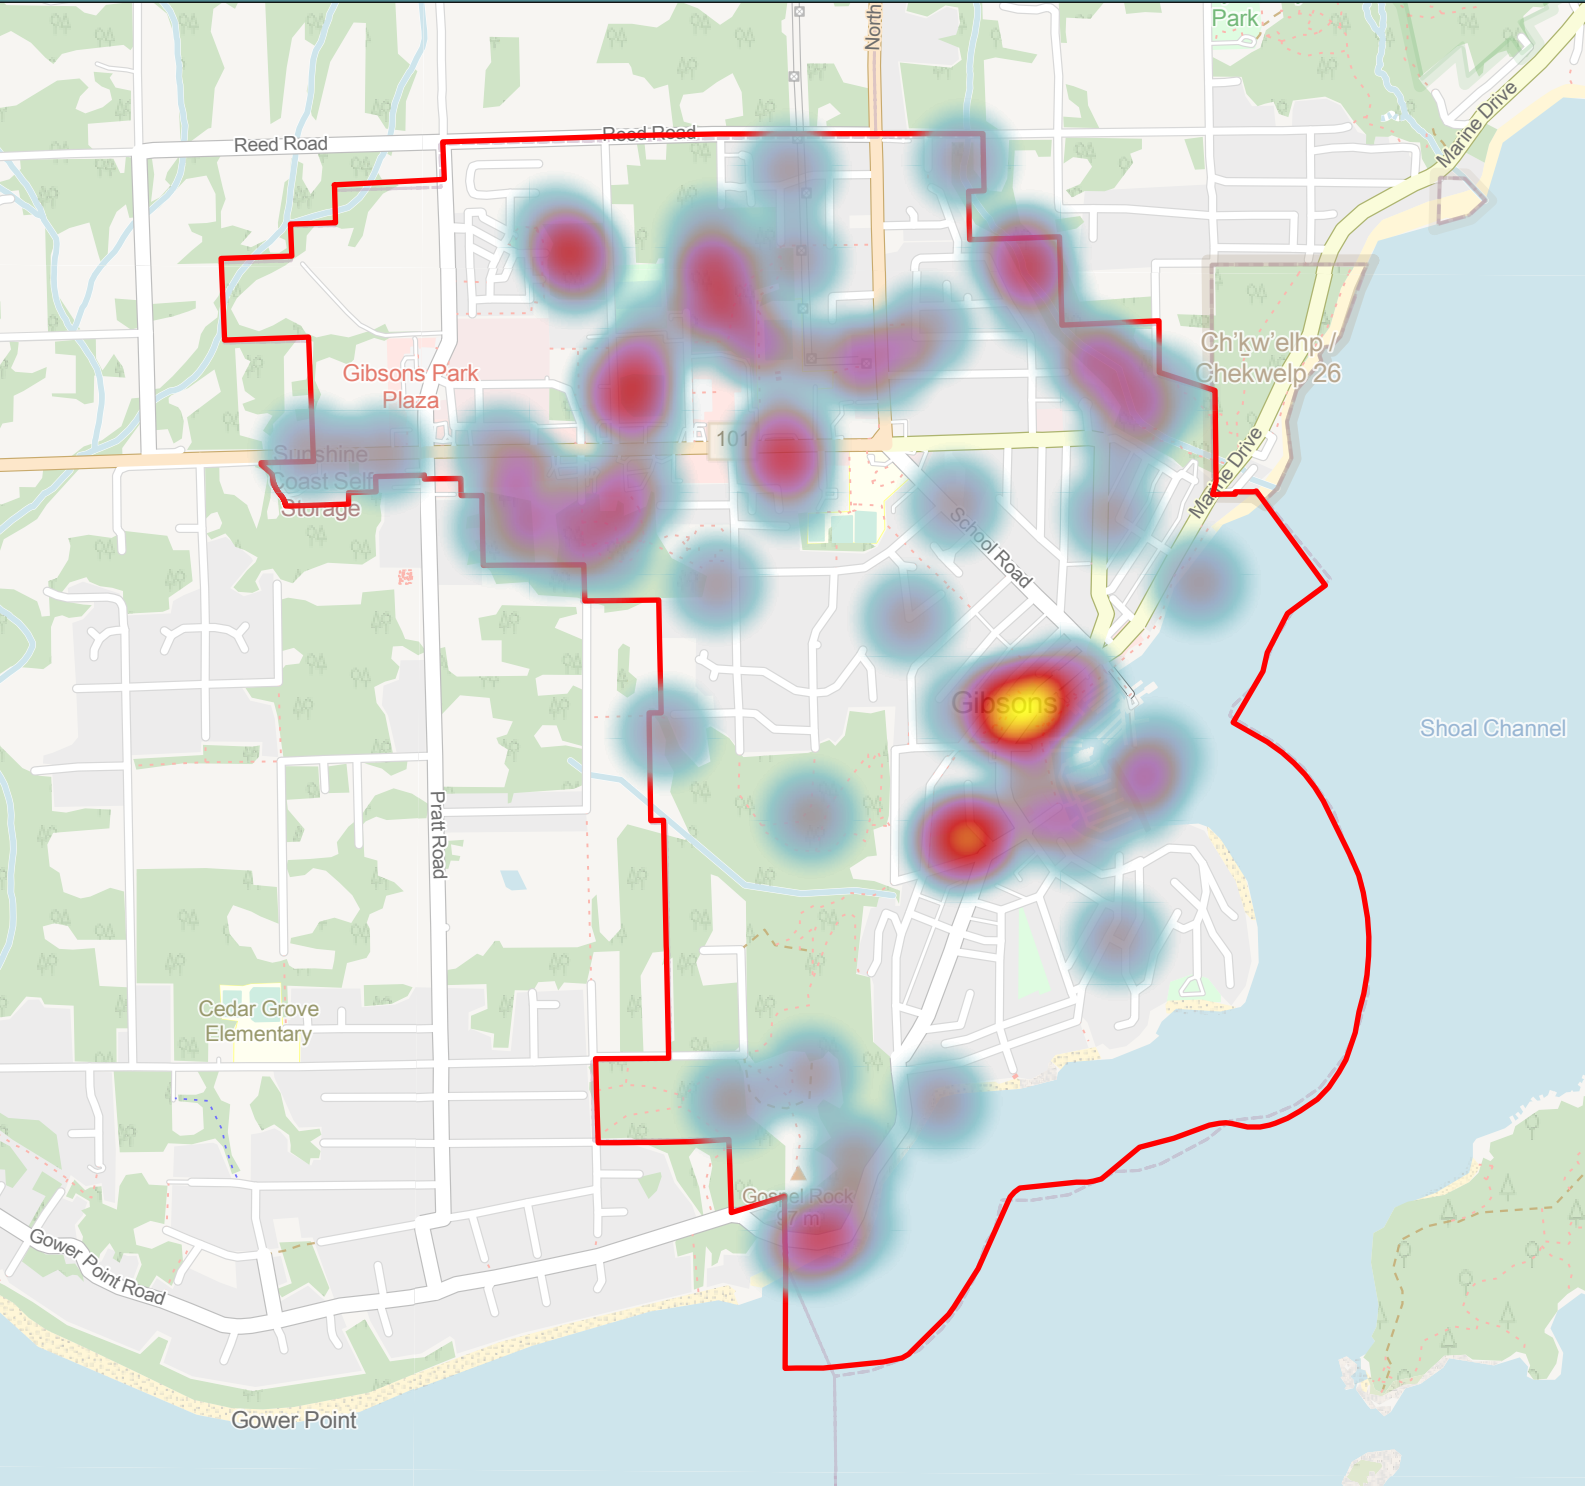 Park
North
Marine Drive
Reed Road
Reed Road
Ch'ḵw'elhp /
Chekwelp 26
Gibsons Park
Plaza
101
Sunshine
Coast Self
Storage
Marine Drive
School Road
Gibsons
Shoal Channel
Pratt Road
Cedar Grove
Elementary
Gospel Rock
97 m
Gower Point Road
Gower Point